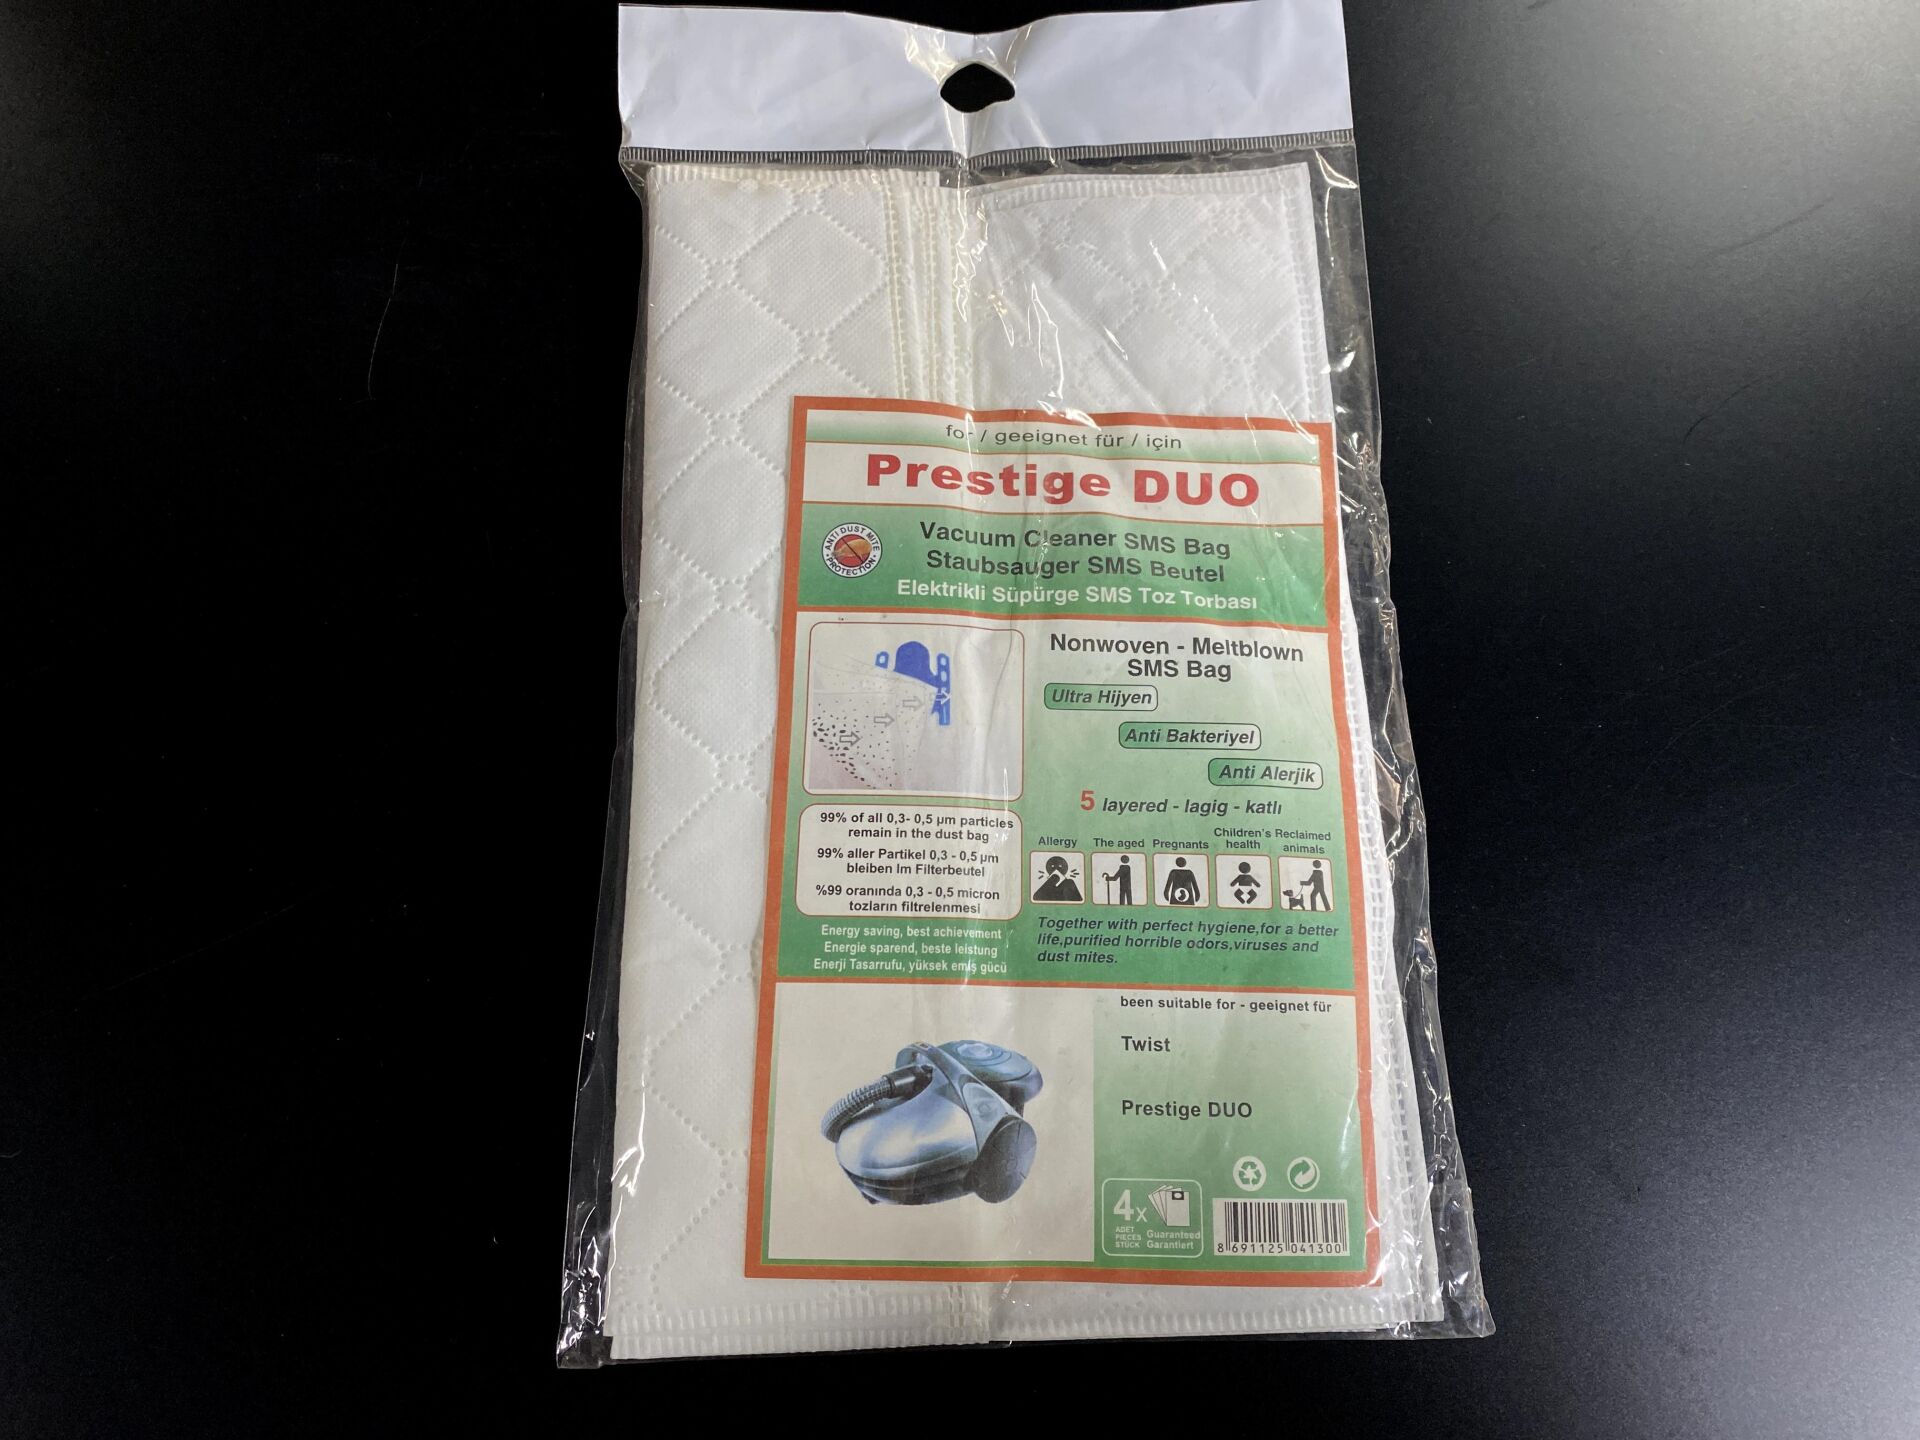 for / geeignet für / için
Prestige DUO
ANTI DUST MITE
PROTECTION
Vacuum Cleaner SMS Bag
Staubsauger SMS Beutel
Elektrikli Süpürge SMS Toz Torbası
Nonwoven - Meltblown
SMS Bag
Ultra Hijyen
Anti Bakteriyel
Anti Alerjik
5 layered - lagig - katlı
99% of all 0,3- 0,5 µm particles
remain in the dust bag
99% aller Partikel 0,3 - 0,5 µm
bleiben Im Filterbeutel
%99 oranında 0,3 - 0,5 micron
tozların filtrelenmesi
Energy saving, best achievement
Energie sparend, beste leistung
Enerji Tasarrufu, yüksek emiş gücü
Allergy
The aged
Pregnants
Children's
health
Reclaimed
animals
Together with perfect hygiene,for a better
life,purified horrible odors,viruses and
dust mites.
been suitable for - geeignet für
Twist
Prestige DUO
4x
ADET
PIECES
STÜCK
Guaranteed
Garantiert
8 691125 041300